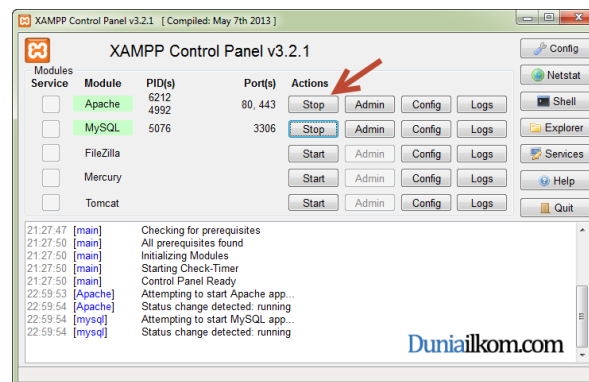 XAMPP Control Panel v3.2.1 [ Compiled: May 7th 2013 ]
XAMPP Control Panel v3.2.1
Config
Modules
Service Module PID(s) Port(s) Actions
Netstat
Apache 6212 4992 80, 443 Stop Admin Config Logs
Shell
MySQL 5076 3306 Stop Admin Config Logs
Explorer
FileZilla Start Admin Config Logs
Services
Mercury Start Admin Config Logs
Help
Tomcat Start Admin Config Logs
Quit
21:27:47 [main] Checking for prerequisites
21:27:50 [main] All prerequisites found
21:27:50 [main] Initializing Modules
21:27:50 [main] Starting Check-Timer
21:27:50 [main] Control Panel Ready
22:59:53 [Apache] Attempting to start Apache app...
22:59:54 [Apache] Status change detected: running
22:59:54 [mysql] Attempting to start MySQL app...
22:59:54 [mysql] Status change detected: running
Duniailkom.com